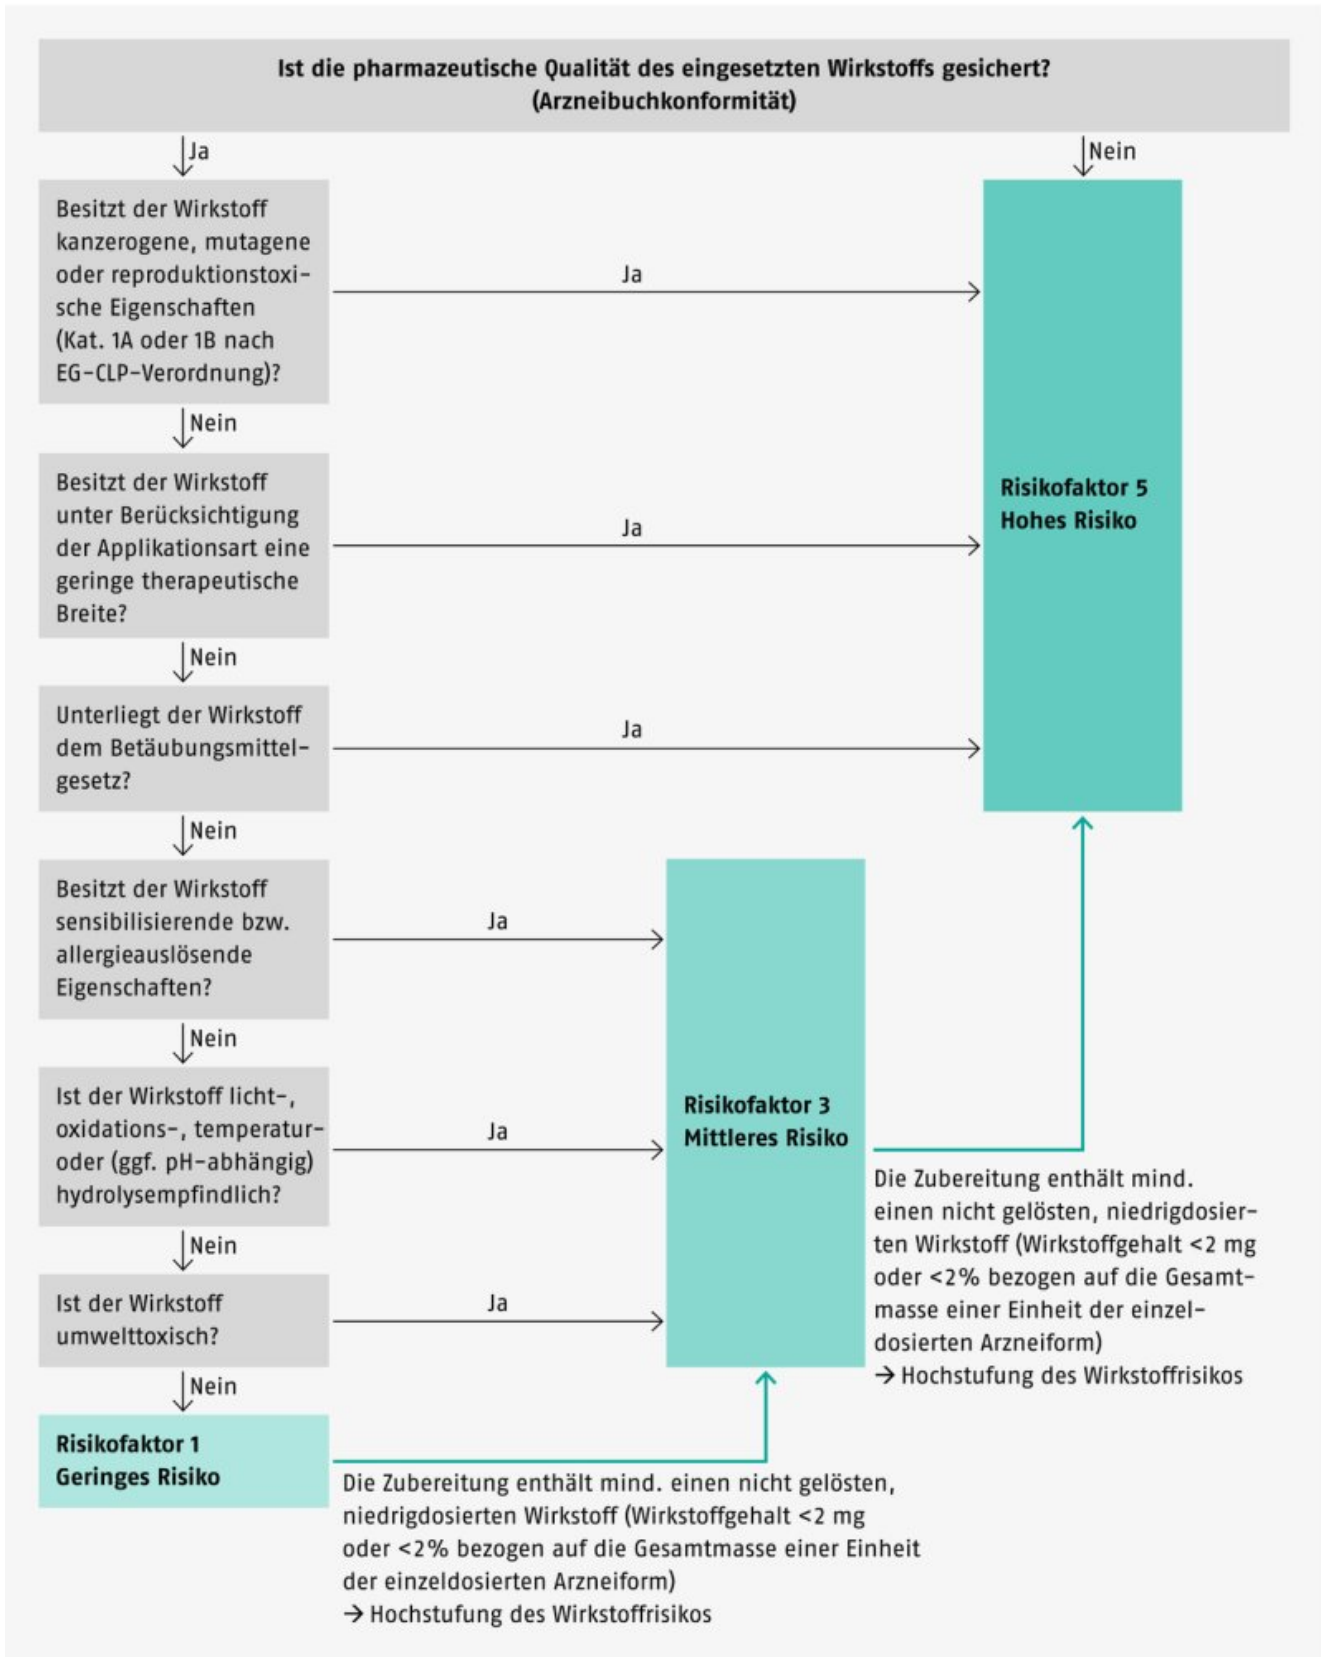 Ist die pharmazeutische Qualität des eingesetzten Wirkstoffs gesichert?
(Arzneibuchkonformität)
Ja
Nein
Besitzt der Wirkstoff
kanzerogene, mutagene
oder reproduktionstoxi-
sche Eigenschaften
(Kat. 1A oder 1B nach
EG-CLP-Verordnung)?
Ja
Nein
Besitzt der Wirkstoff
unter Berücksichtigung
der Applikationsart eine
geringe therapeutische
Breite?
Ja
Risikofaktor 5
Hohes Risiko
Nein
Unterliegt der Wirkstoff
dem Betäubungsmittel-
gesetz?
Ja
Nein
Besitzt der Wirkstoff
sensibilisierende bzw.
allergieauslösende
Eigenschaften?
Ja
Nein
Ist der Wirkstoff licht-,
oxidations-, temperatur-
oder (ggf. pH-abhängig)
hydrolysempfindlich?
Ja
Risikofaktor 3
Mittleres Risiko
Die Zubereitung enthält mind.
einen nicht gelösten, niedrigdosier-
ten Wirkstoff (Wirkstoffgehalt <2 mg
oder <2% bezogen auf die Gesamt-
masse einer Einheit der einzel-
dosierten Arzneiform)
→ Hochstufung des Wirkstoffrisikos
Nein
Ist der Wirkstoff
umwelttoxisch?
Ja
Nein
Risikofaktor 1
Geringes Risiko
Die Zubereitung enthält mind. einen nicht gelösten,
niedrigdosierten Wirkstoff (Wirkstoffgehalt <2 mg
oder <2% bezogen auf die Gesamtmasse einer Einheit
der einzeldosierten Arzneiform)
→ Hochstufung des Wirkstoffrisikos